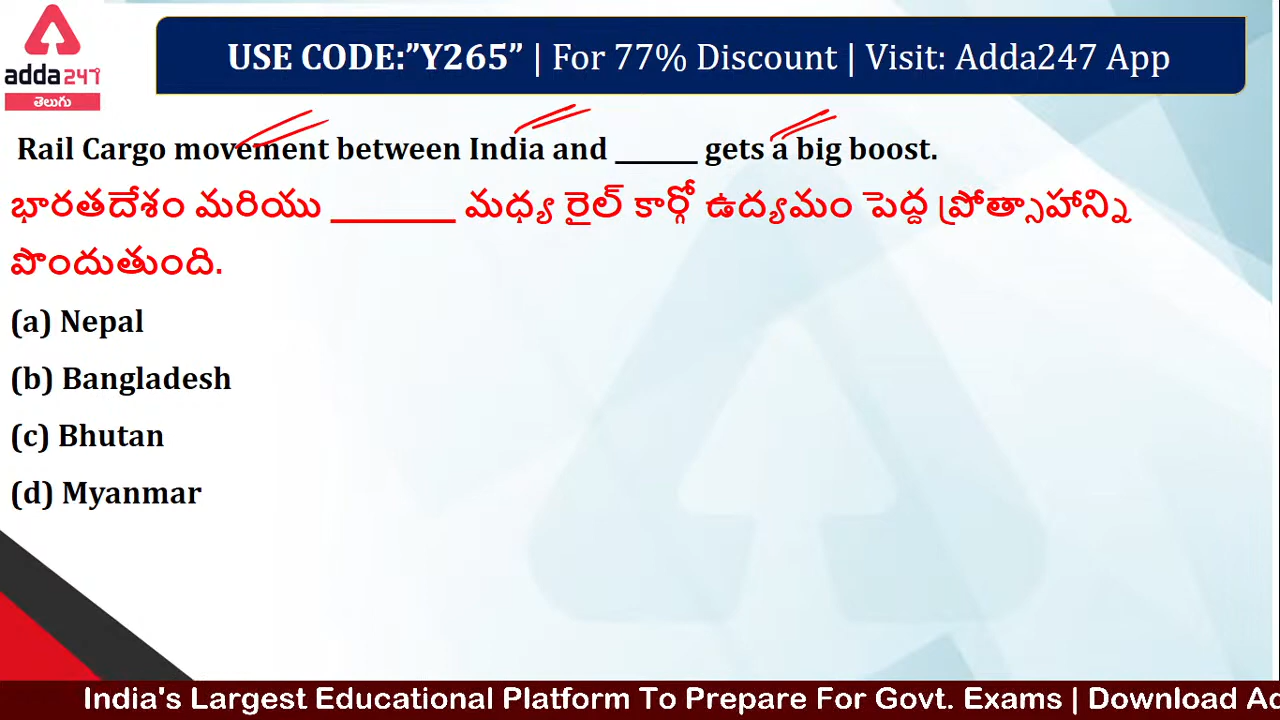 adda247
తెలుగు
USE CODE:”Y265” | For 77% Discount | Visit: Adda247 App
Rail Cargo movement between India and ______ gets a big boost.
భారతదేశం మరియు ________ మధ్య రైల్ కార్గో ఉద్యమం పెద్ద ప్రోత్సాహాన్ని
పొందుతుంది.
(a) Nepal
(b) Bangladesh
(c) Bhutan
(d) Myanmar
India's Largest Educational Platform To Prepare For Govt. Exams | Download Ad